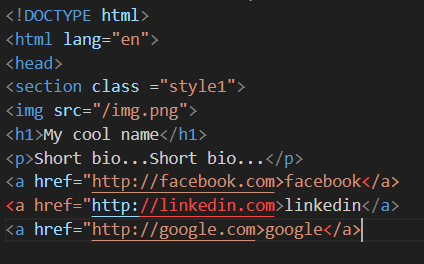 <!DOCTYPE html>
<html lang="en">
<head>
<section class ="style1">
<img src="/img.png">
<h1>My cool name</h1>
<p>Short bio...Short bio...</p>
<a href="http://facebook.com>facebook</a>
<a href="http://linkedin.com>linkedin</a>
<a href="http://google.com>google</a>